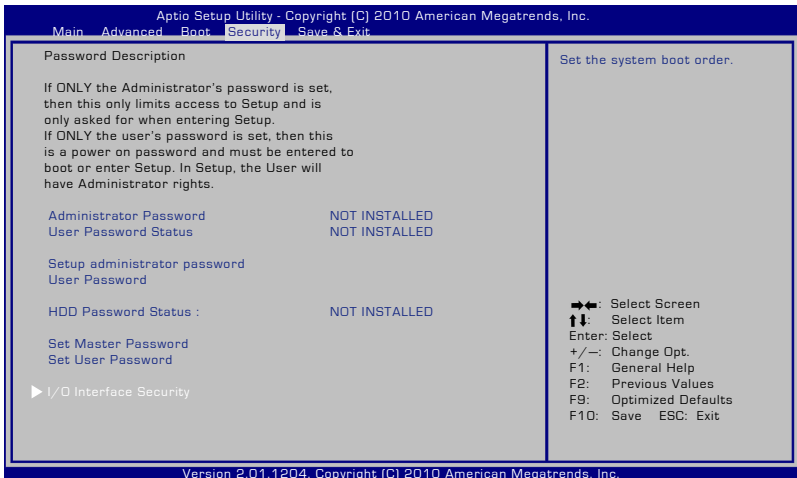 Aptio Setup Utility - Copyright (C) 2010 American Megatrends, Inc.
Main Advanced Boot Security Save & Exit
Password Description
If ONLY the Administrator's password is set,
then this only limits access to Setup and is
only asked for when entering Setup.
If ONLY the user's password is set, then this
is a power on password and must be entered to
boot or enter Setup. In Setup, the User will
have Administrator rights.
Administrator Password NOT INSTALLED
User Password Status NOT INSTALLED
Setup administrator password
User Password
HDD Password Status : NOT INSTALLED
Set Master Password
Set User Password
I/O Interface Security
Set the system boot order.
→←: Select Screen
↑↓: Select Item
Enter: Select
+/—: Change Opt.
F1: General Help
F2: Previous Values
F9: Optimized Defaults
F10: Save ESC: Exit
Version 2.01.1204. Copyright (C) 2010 American Megatrends, Inc.